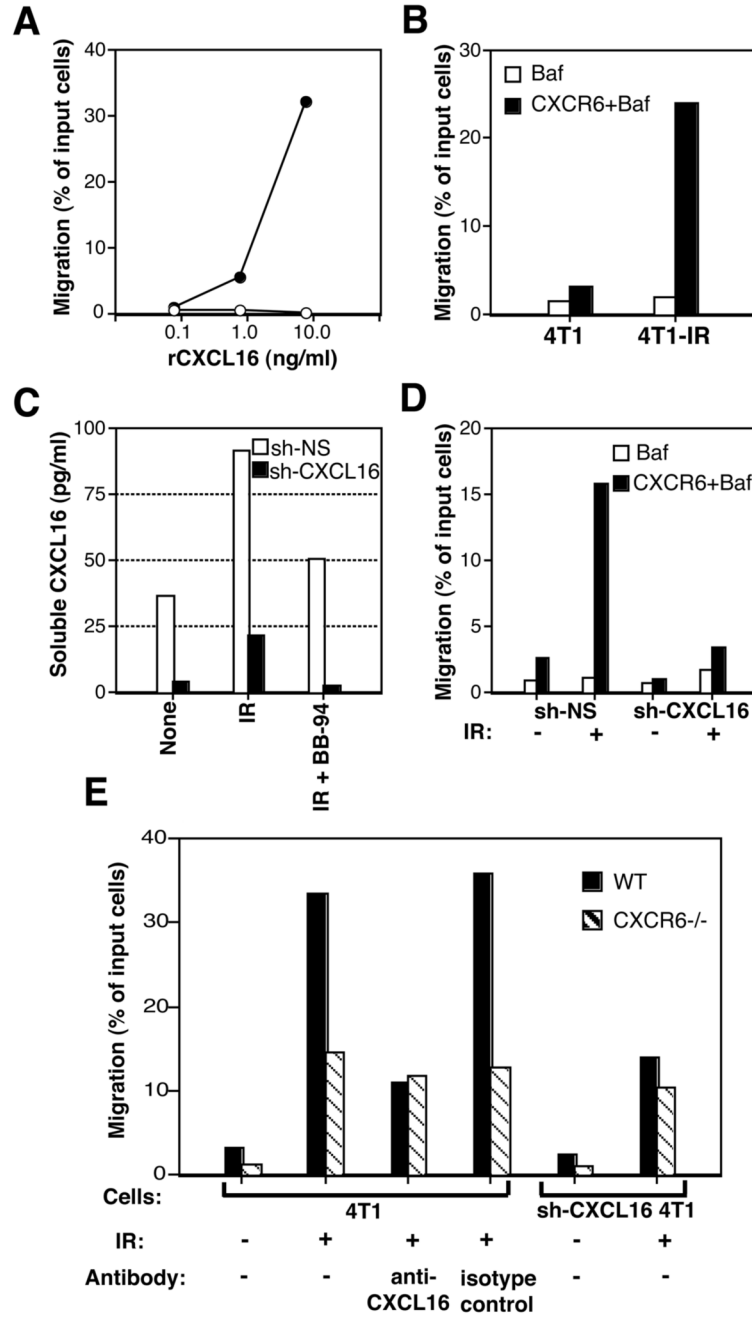 A
Migration (% of input cells)
40
30
20
10
0
0.1 1.0 10.0
rCXCL16 (ng/ml)
B
Migration (% of input cells)
30
20
10
0
Baf
CXCR6+Baf
4T1 4T1-IR
C
Soluble CXCL16 (pg/ml)
100
75
50
25
0
sh-NS
sh-CXCL16
None
IR
IR + BB-94
D
Migration (% of input cells)
20
15
10
5
0
Baf
CXCR6+Baf
sh-NS sh-CXCL16
IR: - + - +
E
Migration (% of input cells)
40
30
20
10
0
WT
CXCR6-/-
Cells: 4T1 sh-CXCL16 4T1
IR: - + + + - +
Antibody: - - anti- isotype - -
CXCL16 control